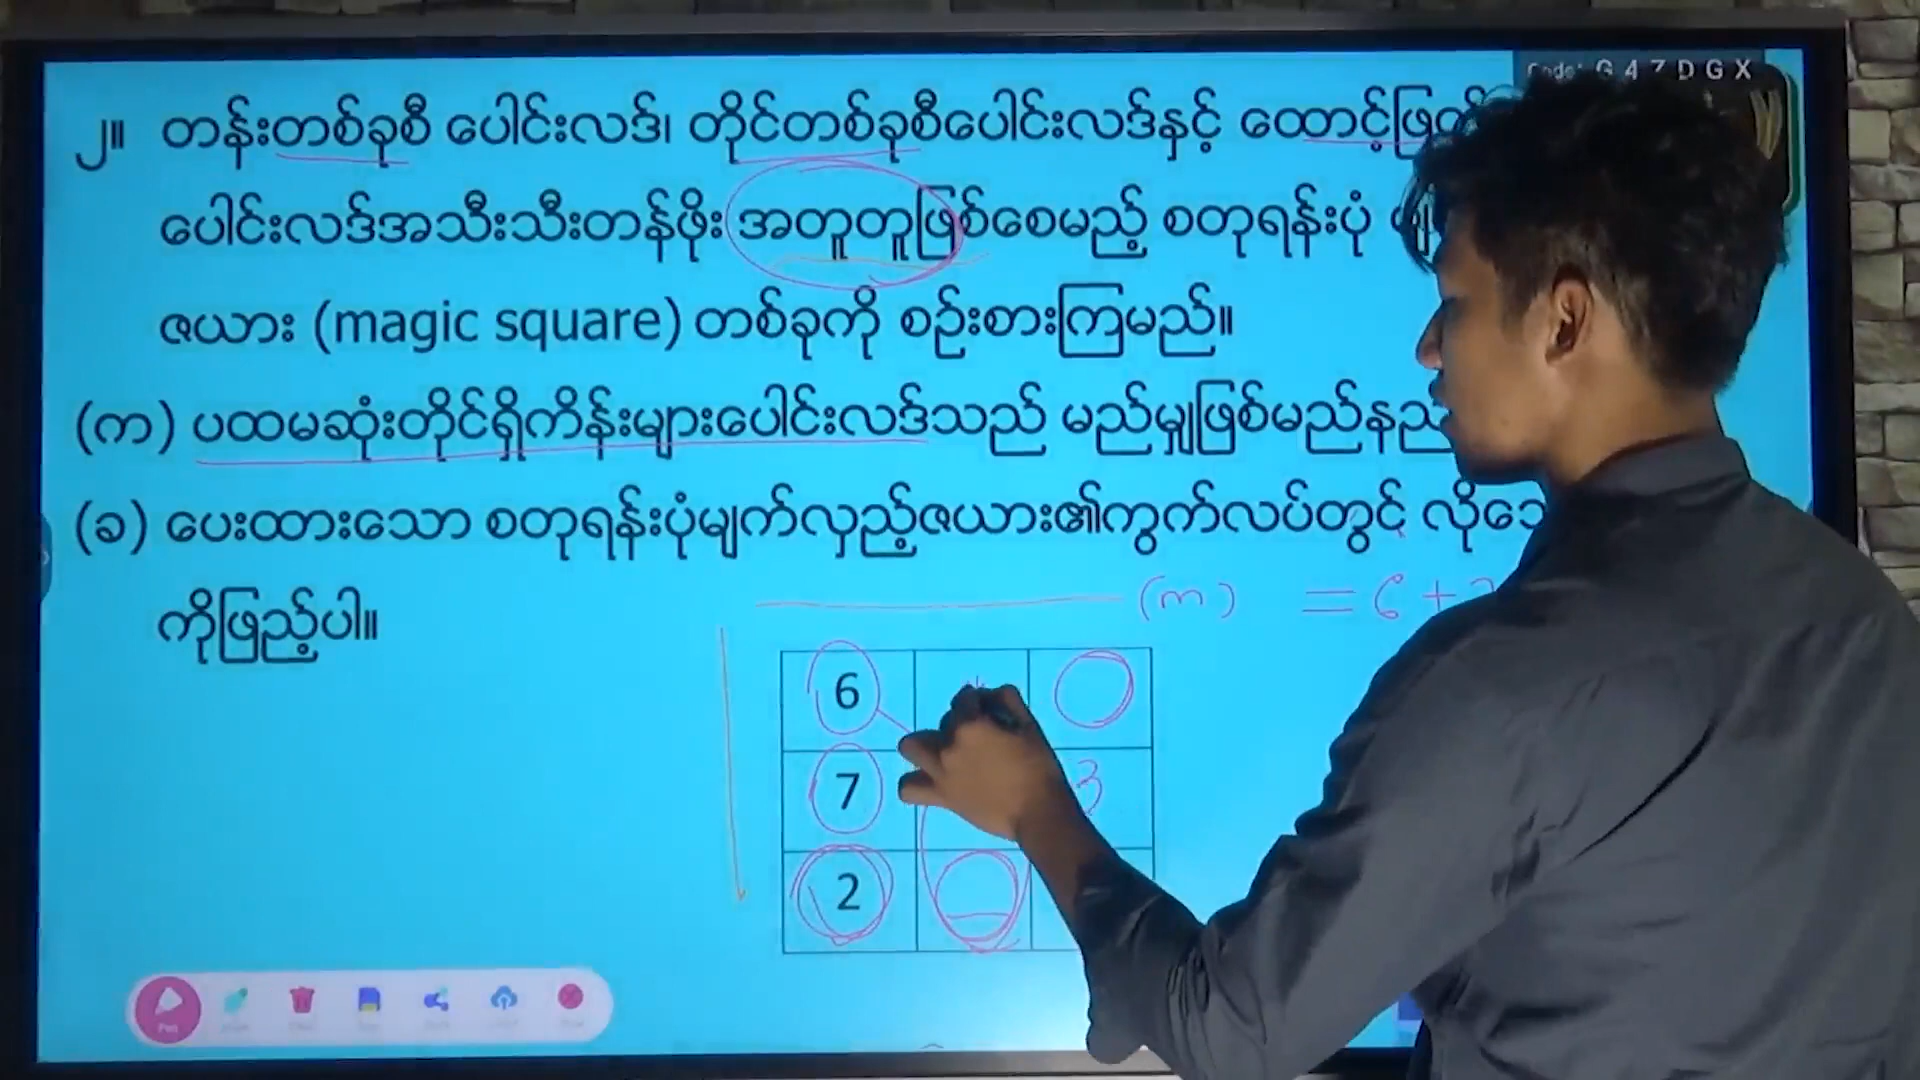 G 4 7 D G X
၂။ တန်းတစ်ခုစီ ပေါင်းလဒ်၊ တိုင်တစ်ခုစီပေါင်းလဒ်နှင့်
ပေါင်းလဒ်အသီးသီးတန်ဖိုး အတူတူဖြစ်စေမည့် စတုရန်းပုံ
ဇယား (magic square) တစ်ခုကို စဉ်းစားကြမည်။
(က) ပထမဆုံးတိုင်ရှိကိန်းများပေါင်းလဒ်သည် မည်မျှဖြစ်မည်နည်
(ခ) ပေးထားသော စတုရန်းပုံမျက်လှည့်ဇယား၏ကွက်လပ်တွင်
ကိုဖြည့်ပါ။
(က) = 6 +
6
7 3
2